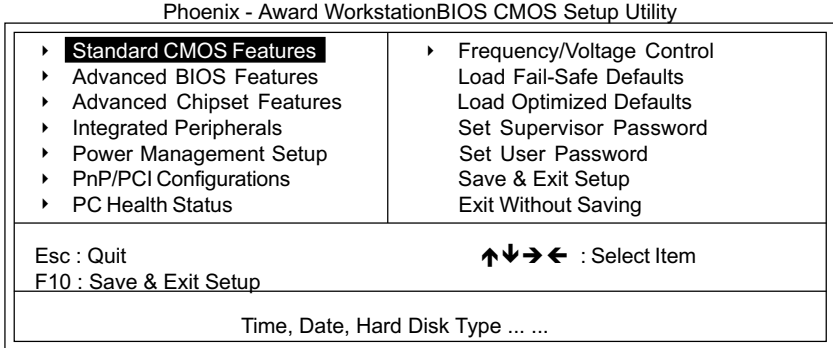 Phoenix - Award WorkstationBIOS CMOS Setup Utility
Standard CMOS Features
Advanced BIOS Features
Advanced Chipset Features
Integrated Peripherals
Power Management Setup
PnP/PCI Configurations
PC Health Status
Frequency/Voltage Control
Load Fail-Safe Defaults
Load Optimized Defaults
Set Supervisor Password
Set User Password
Save & Exit Setup
Exit Without Saving
Esc : Quit
F10 : Save & Exit Setup
↑↓→← : Select Item
Time, Date, Hard Disk Type ... ...